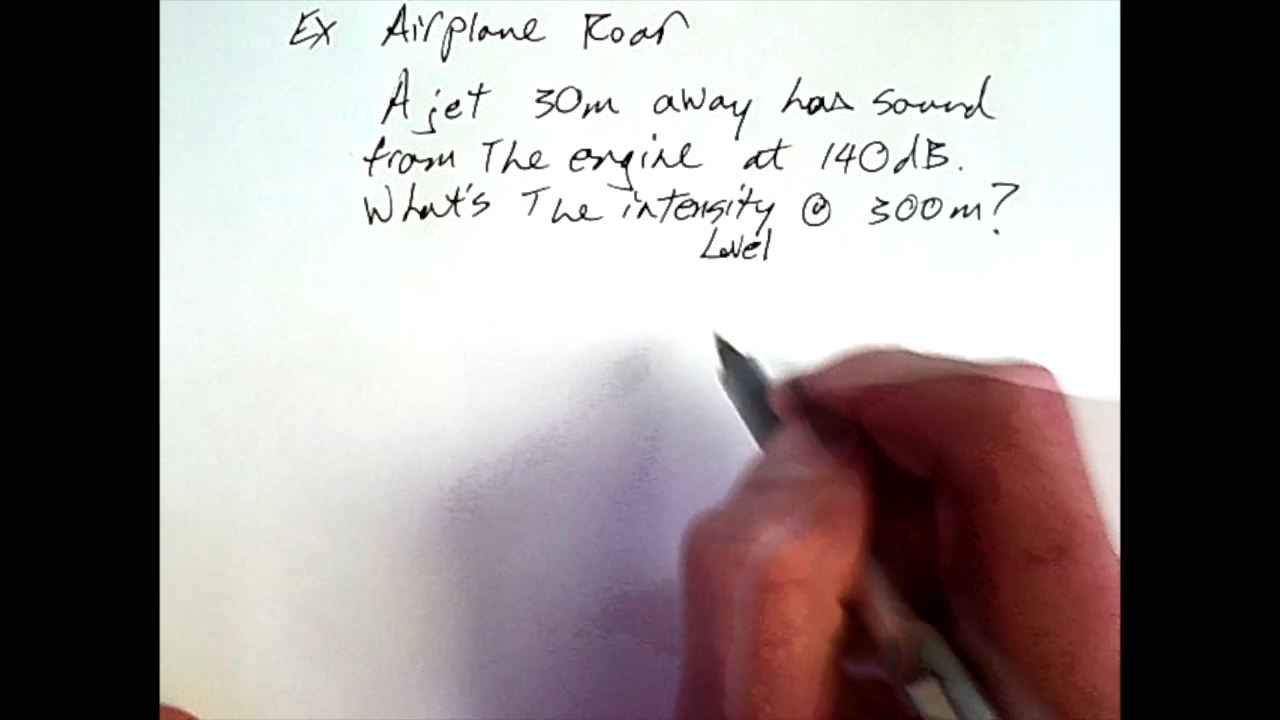 Ex Airplane Roar
A jet 30m away has sound
from The engine at 140dB.
What's The intensity @ 300m?
Level